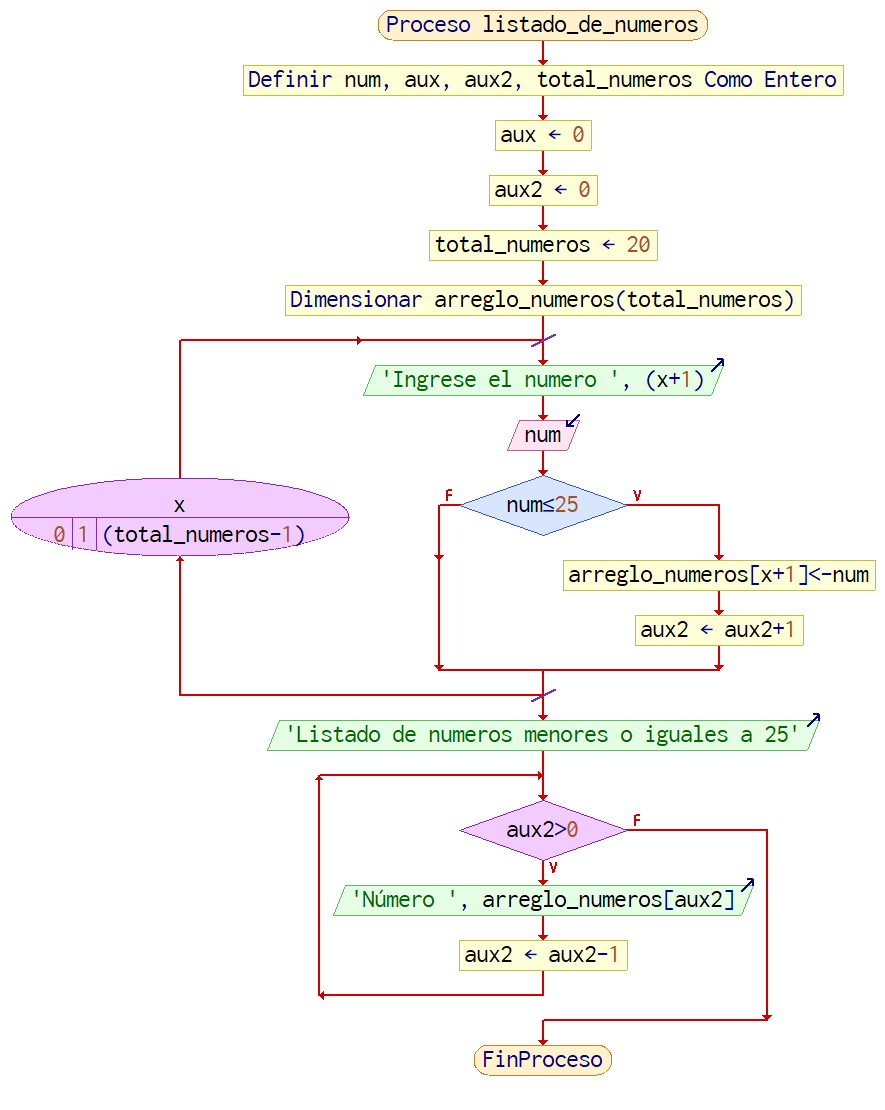 Proceso listado_de_numeros
Definir num, aux, aux2, total_numeros Como Entero
aux ← 0
aux2 ← 0
total_numeros ← 20
Dimensionar arreglo_numeros(total_numeros)
'Ingrese el numero ', (x+1)
num
x
0 1 (total_numeros-1)
F
num≤25
V
arreglo_numeros[x+1]<-num
aux2 ← aux2+1
'Listado de numeros menores o iguales a 25'
aux2>0
F
V
'Número ', arreglo_numeros[aux2]
aux2 ← aux2-1
FinProceso